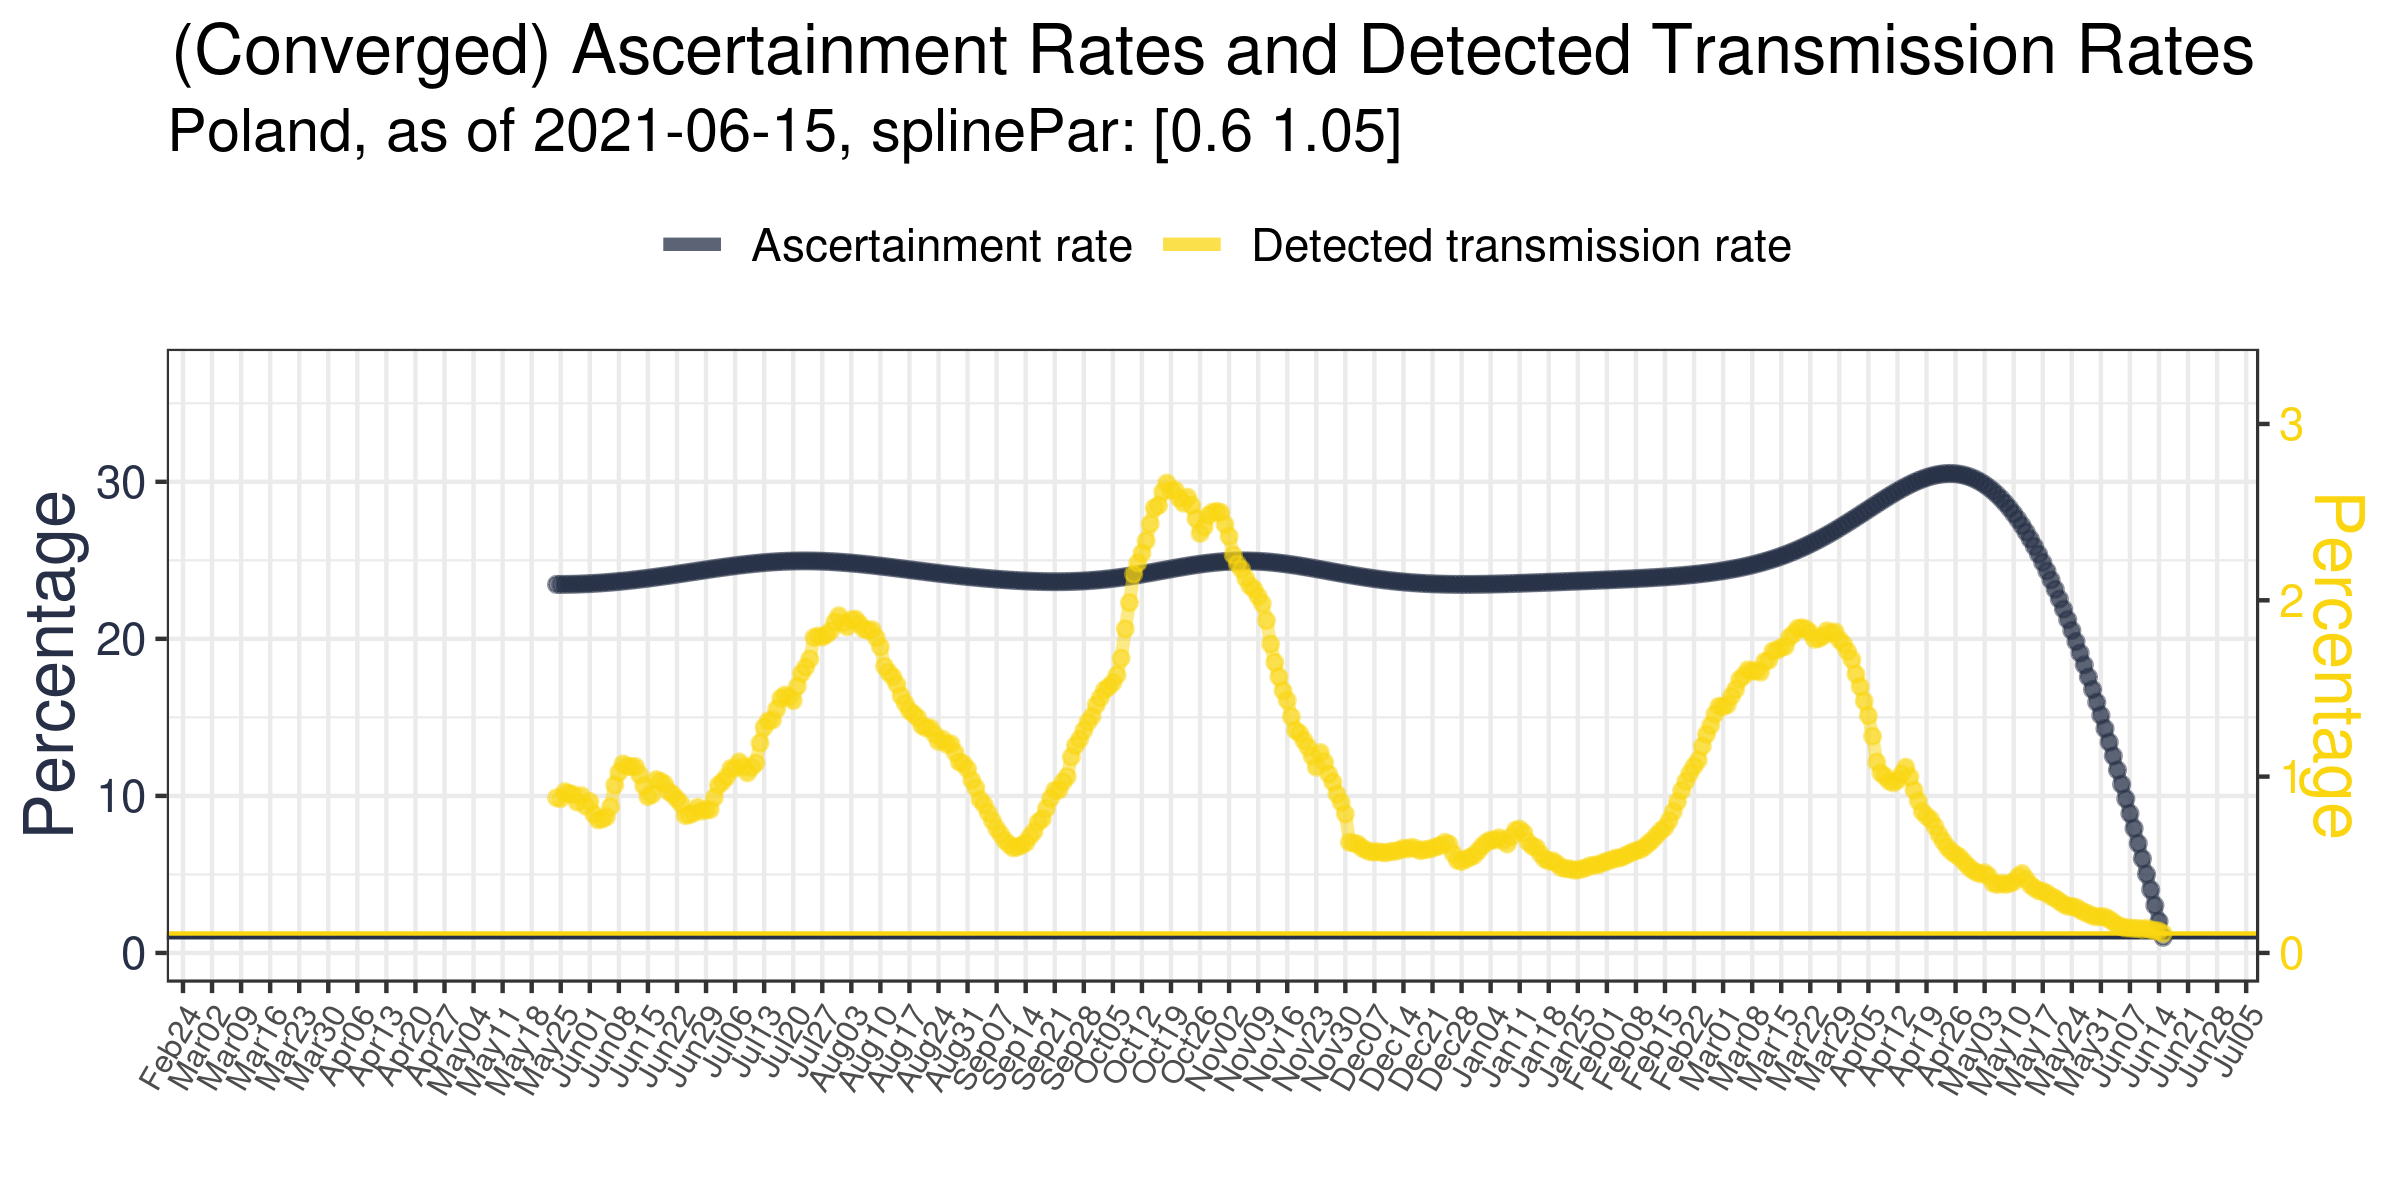 (Converged) Ascertainment Rates and Detected Transmission Rates
Poland, as of 2021-06-15, splinePar: [0.6 1.05]
Ascertainment rate
Detected transmission rate
Percentage
30
20
10
0
3
2
1
0
Percentage
Feb24
Mar02
Mar09
Mar16
Mar23
Mar30
Apr06
Apr13
Apr20
Apr27
May04
May11
May18
May25
Jun01
Jun08
Jun15
Jun22
Jun29
Jul06
Jul13
Jul20
Jul27
Aug03
Aug10
Aug17
Aug24
Aug31
Sep07
Sep14
Sep21
Sep28
Oct05
Oct12
Oct19
Oct26
Nov02
Nov09
Nov16
Nov23
Nov30
Dec07
Dec14
Dec21
Dec28
Jan04
Jan11
Jan18
Jan25
Feb01
Feb08
Feb15
Feb22
Mar01
Mar08
Mar15
Mar22
Mar29
Apr05
Apr12
Apr19
Apr26
May03
May10
May17
May24
May31
Jun07
Jun14
Jun21
Jun28
Jul05